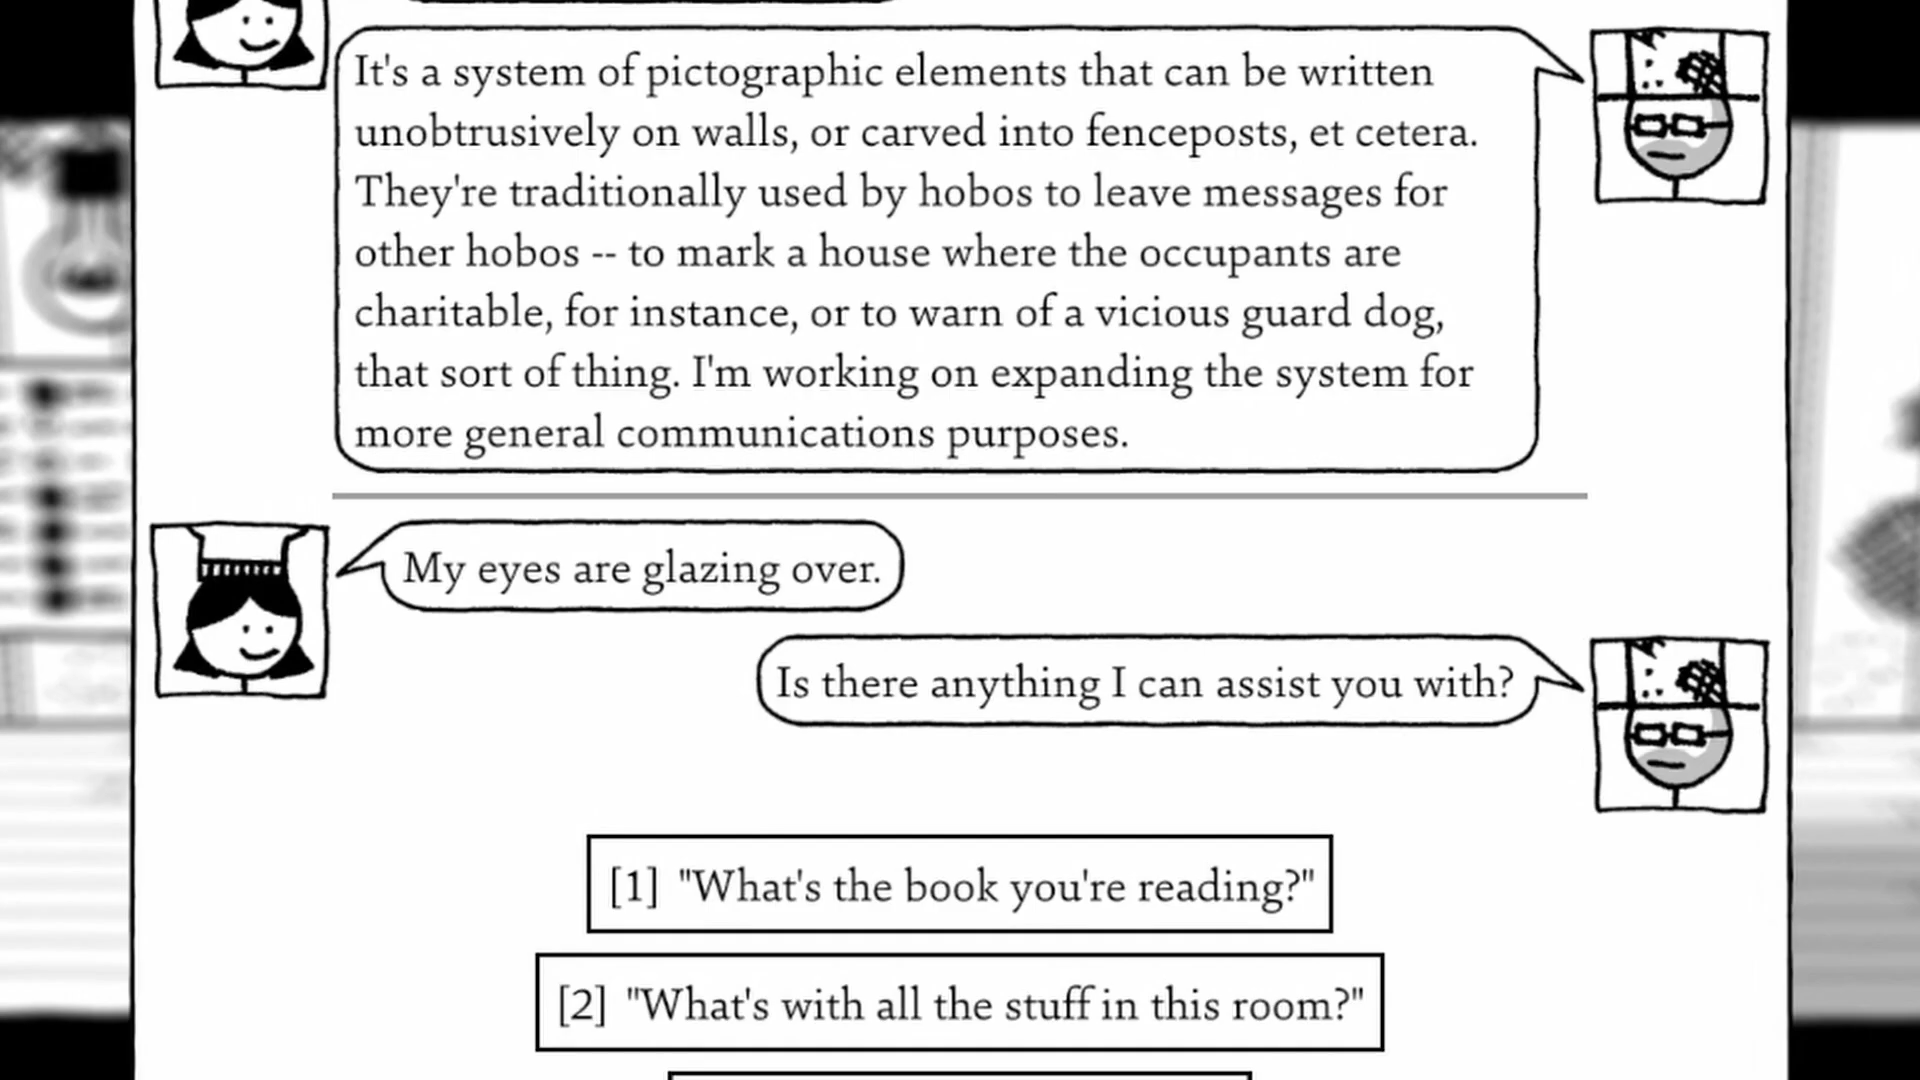 It's a system of pictographic elements that can be written
unobtrusively on walls, or carved into fenceposts, et cetera.
They're traditionally used by hobos to leave messages for
other hobos -- to mark a house where the occupants are
charitable, for instance, or to warn of a vicious guard dog,
that sort of thing. I'm working on expanding the system for
more general communications purposes.
My eyes are glazing over.
Is there anything I can assist you with?
[1] "What's the book you're reading?"
[2] "What's with all the stuff in this room?"